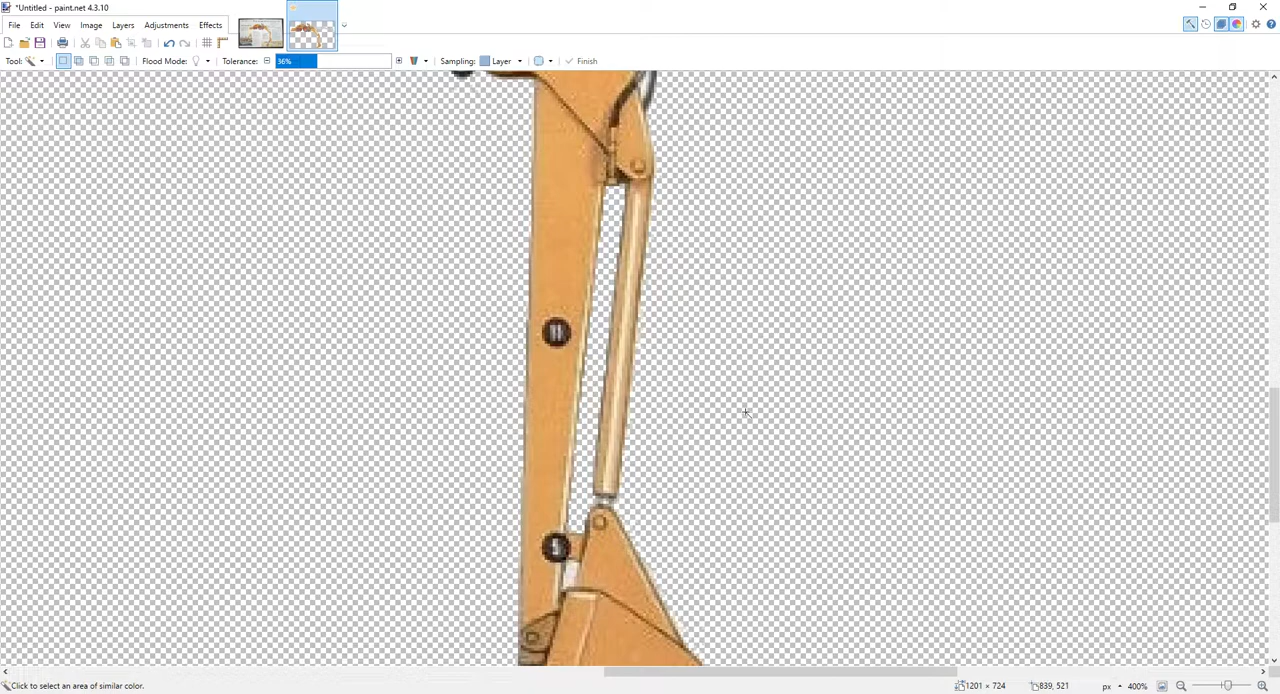 *Untitled - paint.net 4.3.10
File Edit View Image Layers Adjustments Effects
Tool: Flood Mode: Tolerance: 36% Sampling: Layer Finish
11
Click to select an area of similar color. 1201 × 724 839, 521 px 400%